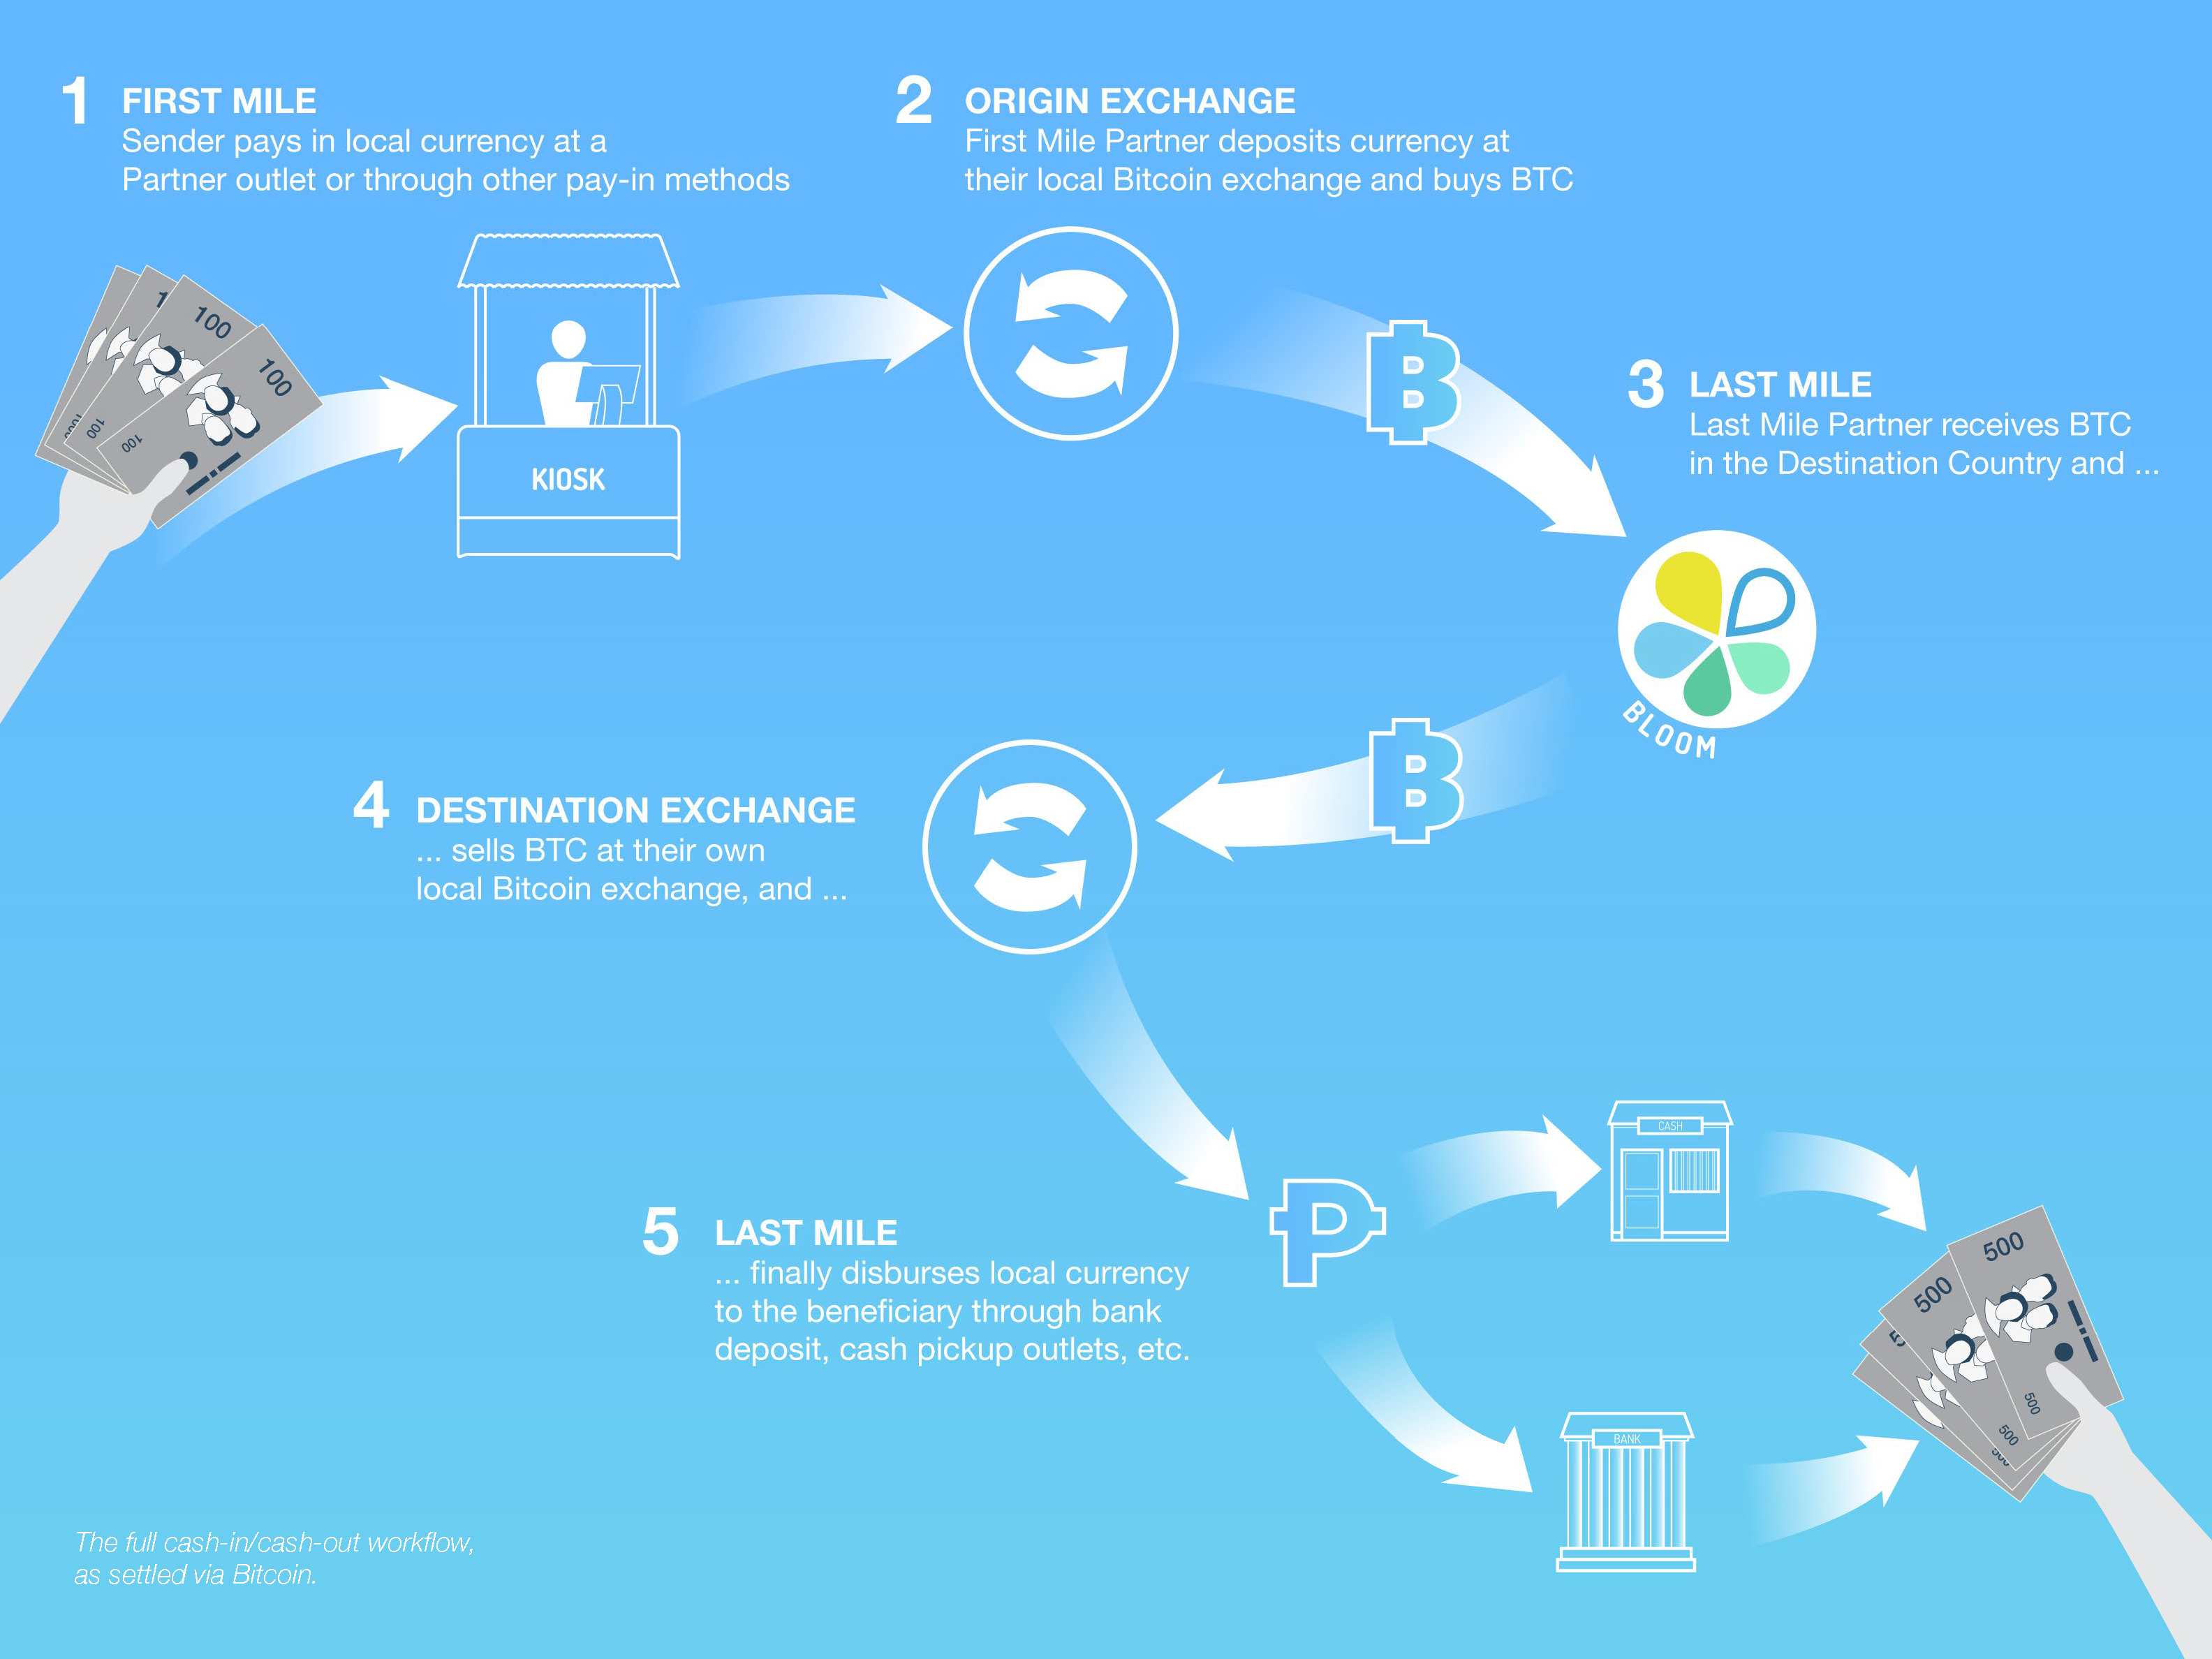 1 FIRST MILE
Sender pays in local currency at a
Partner outlet or through other pay-in methods
2 ORIGIN EXCHANGE
First Mile Partner deposits currency at
their local Bitcoin exchange and buys BTC
100
100
100
100
KIOSK
B
3 LAST MILE
Last Mile Partner receives BTC
in the Destination Country and ...
BLOOM
B
4 DESTINATION EXCHANGE
... sells BTC at their own
local Bitcoin exchange, and ...
5 LAST MILE
... finally disburses local currency
to the beneficiary through bank
deposit, cash pickup outlets, etc.
P
CASH
BANK
500
500
500
500
The full cash-in/cash-out workflow,
as settled via Bitcoin.